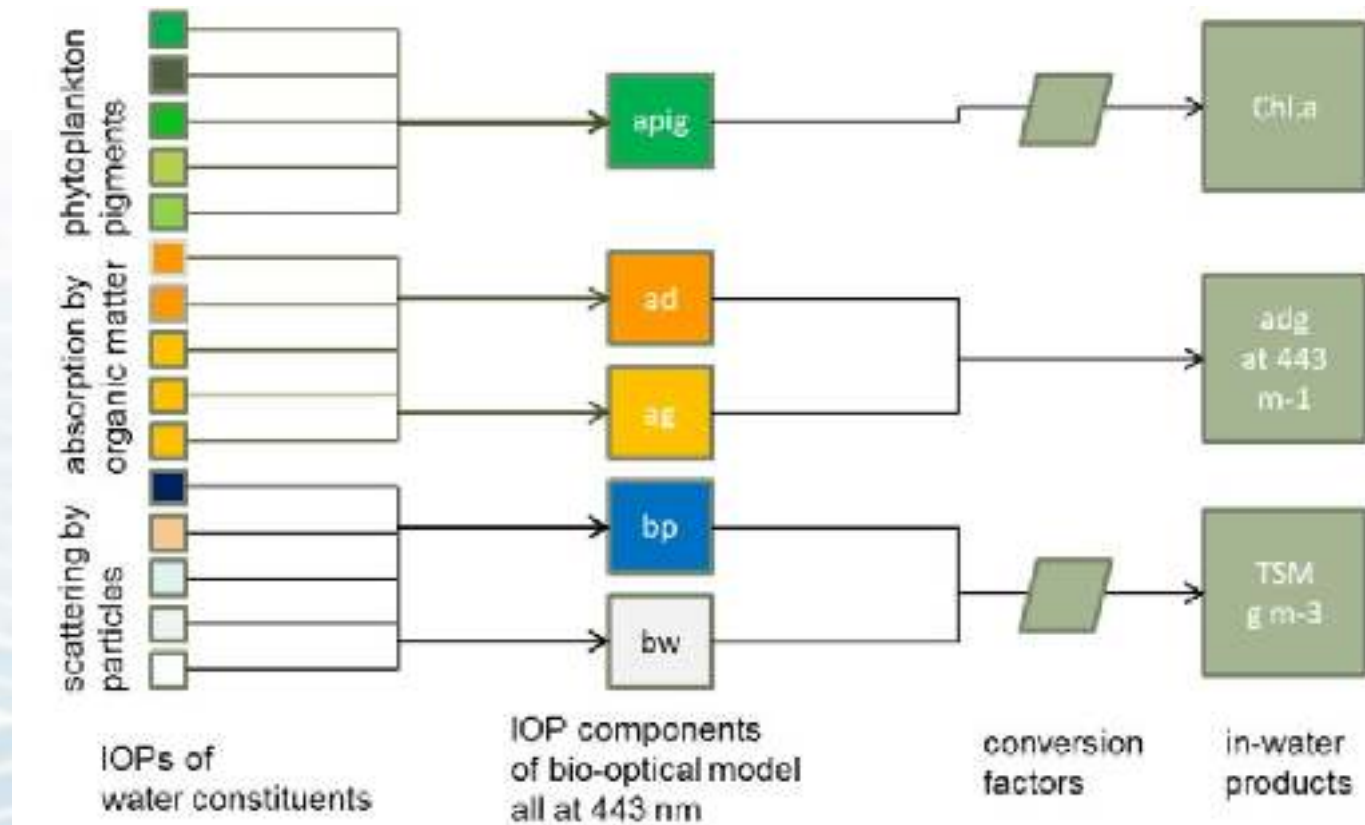 phytoplankton
pigments
absorption by
organic matter
scattering by
particles
apig
ad
ag
bp
bw
Chl.a
adg
at 443
m-1
TSM
g m-3
IOPs of
water constituents
IOP components
of bio-optical model
all at 443 nm
conversion
factors
in-water
products